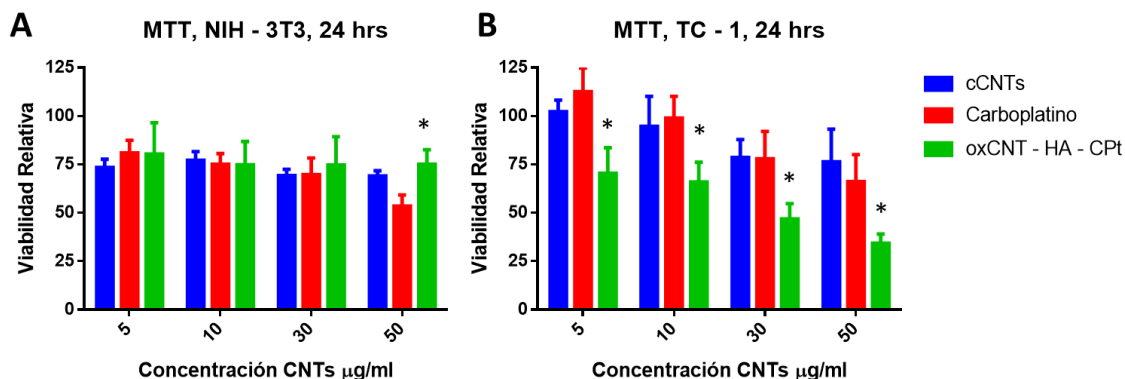 A
MTT, NIH - 3T3, 24 hrs
Viabilidad Relativa
125
100
75
50
25
0
*
5
10
30
50
Concentración CNTs μg/ml
B
MTT, TC - 1, 24 hrs
Viabilidad Relativa
125
100
75
50
25
0
*
*
*
*
5
10
30
50
Concentración CNTs μg/ml
cCNTs
Carboplatino
oxCNT - HA - CPt